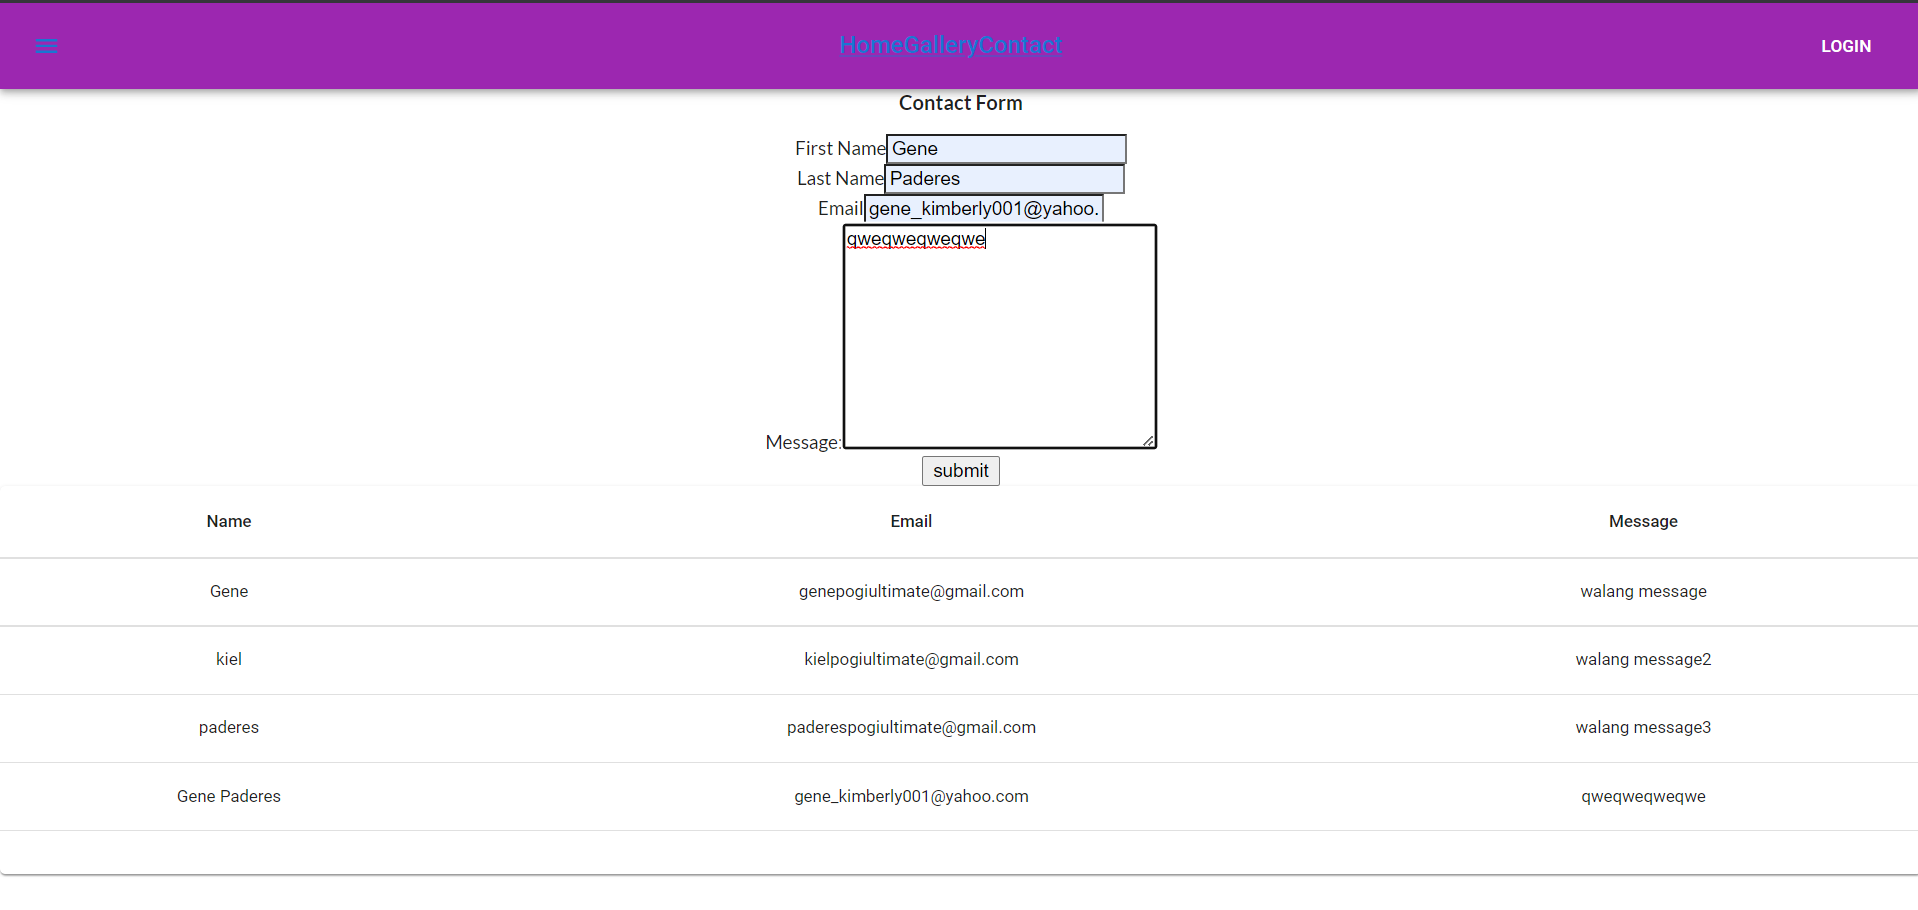 HomeGalleryContact LOGIN
Contact Form
First Name Gene
Last Name Paderes
Email gene_kimberly001@yahoo.
qweqweqweqwe
Message:
submit
Name Email Message
Gene genepogiultimate@gmail.com walang message
kiel kielpogiultimate@gmail.com walang message2
paderes paderespogiultimate@gmail.com walang message3
Gene Paderes gene_kimberly001@yahoo.com qweqweqweqwe